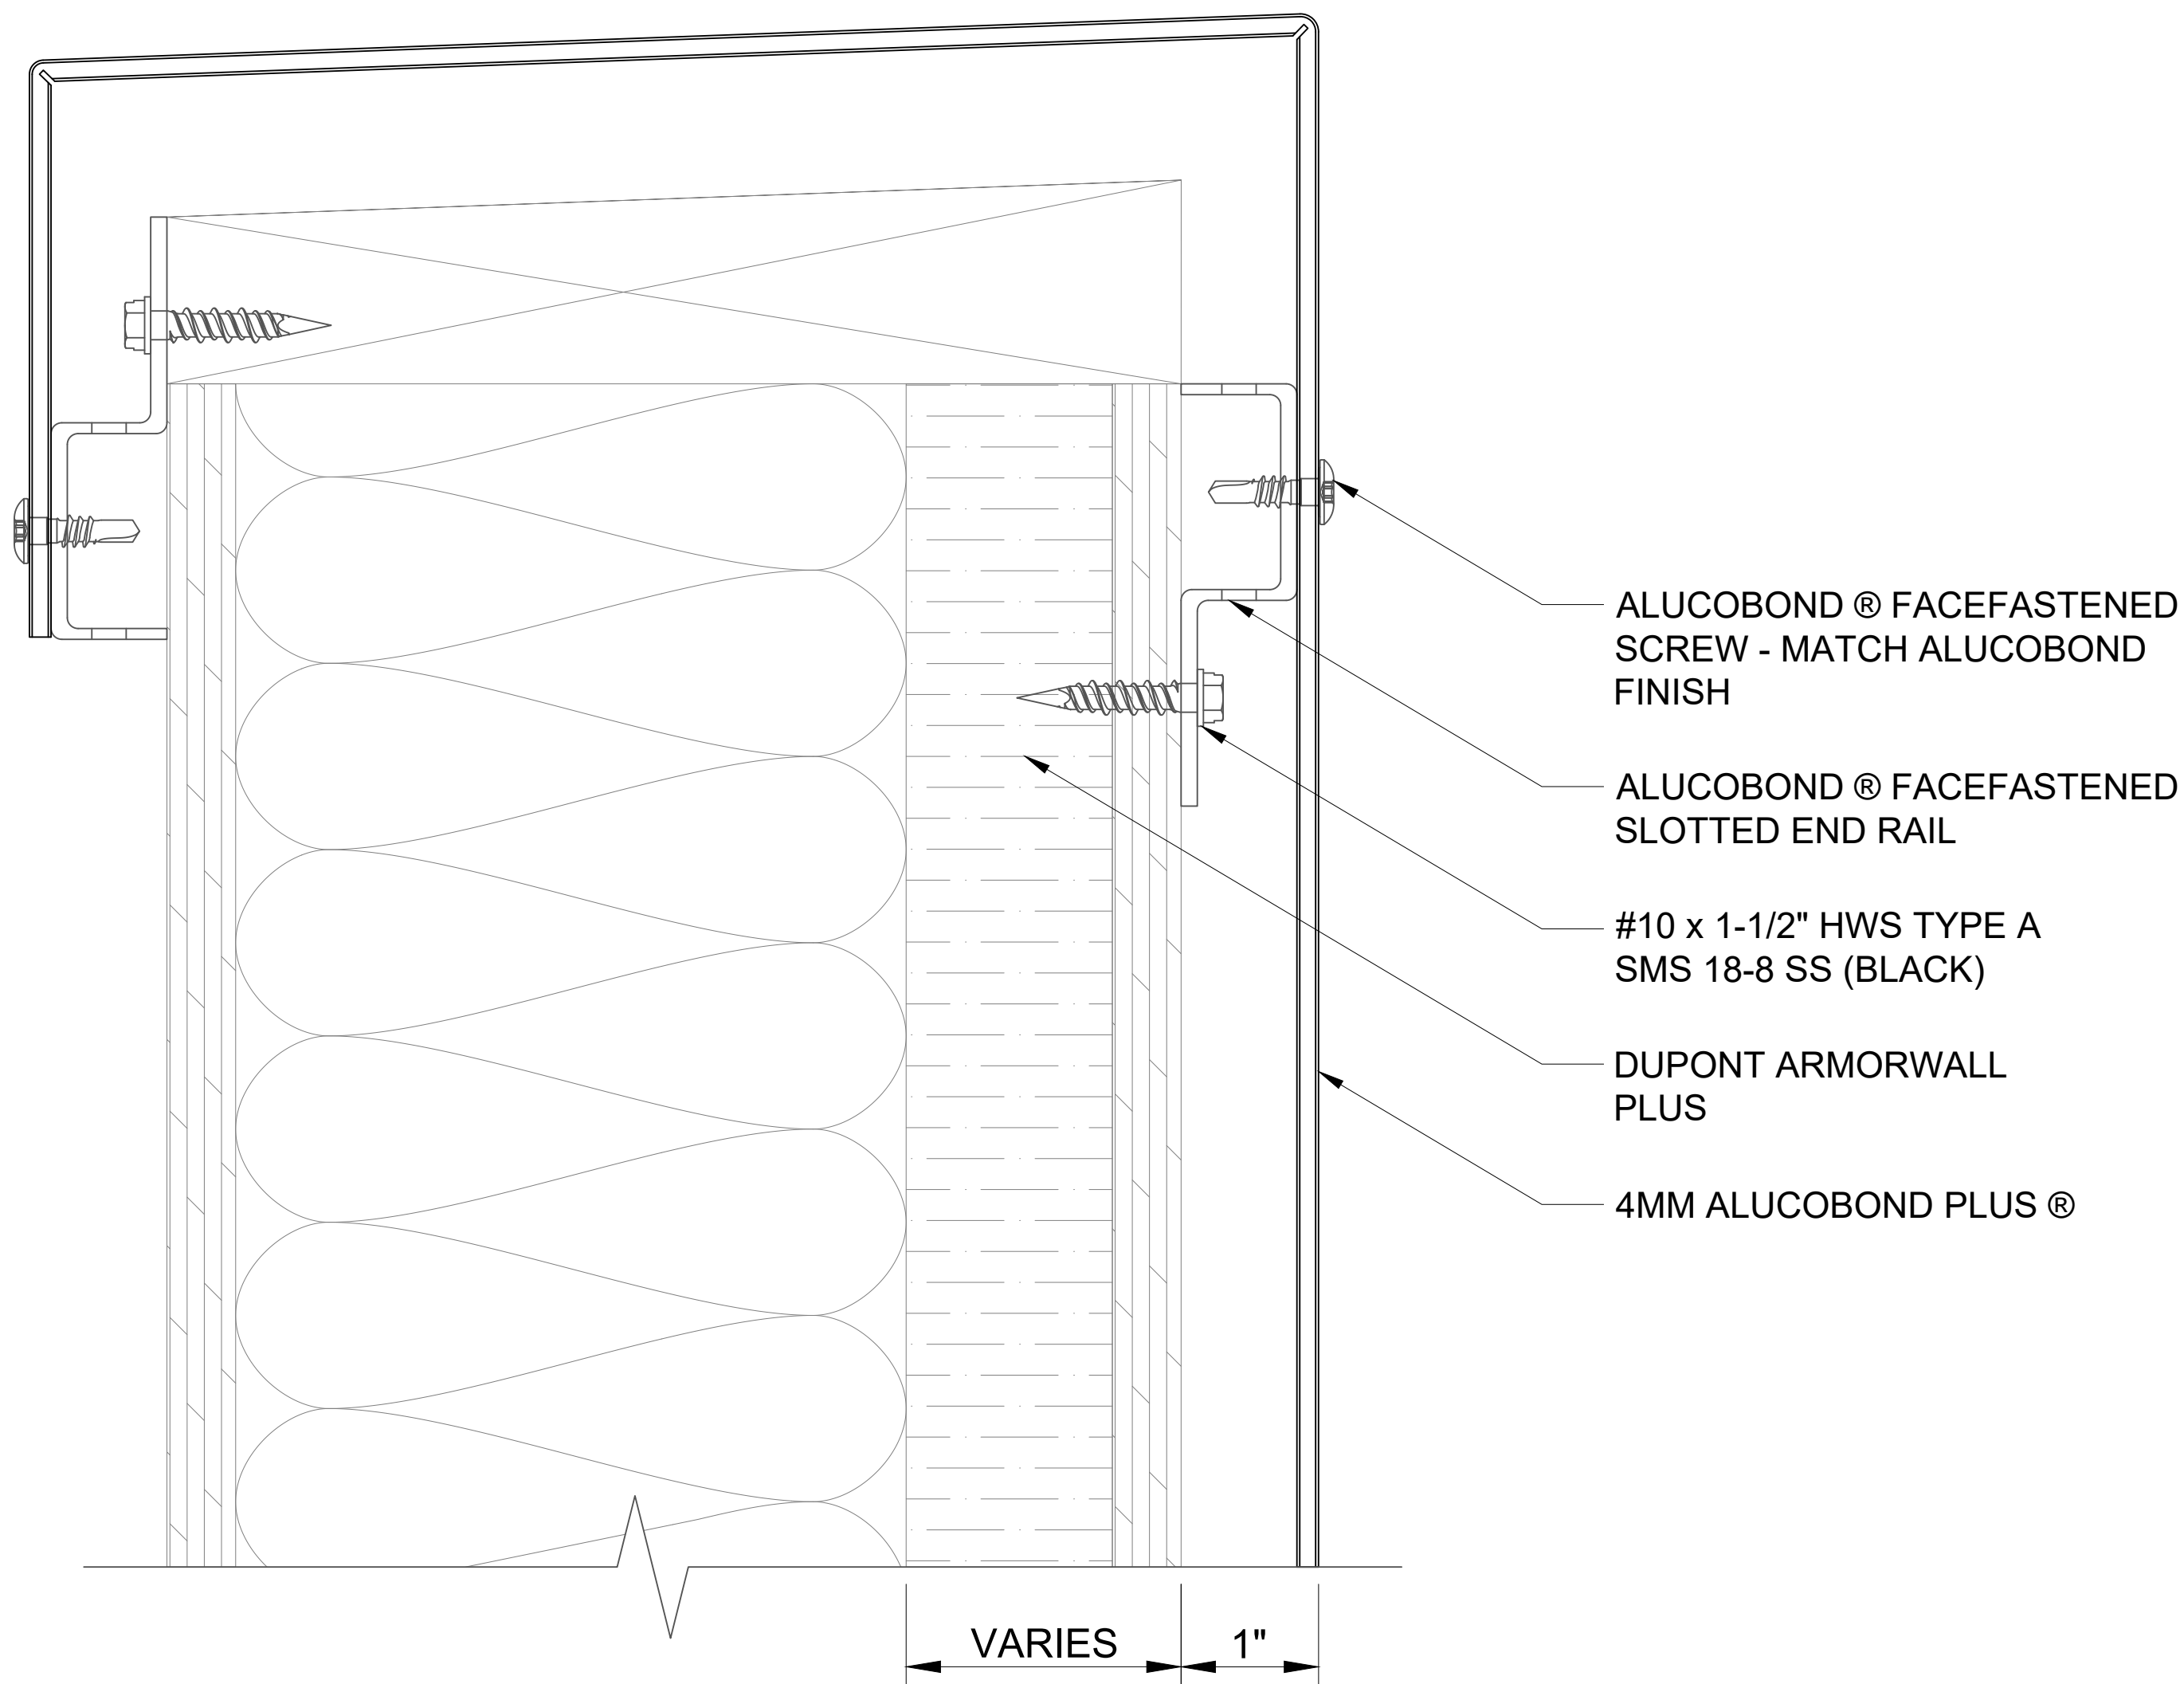 ALUCOBOND ® FACEFASTENED
SCREW - MATCH ALUCOBOND
FINISH
ALUCOBOND ® FACEFASTENED
SLOTTED END RAIL
#10 x 1-1/2" HWS TYPE A
SMS 18-8 SS (BLACK)
DUPONT ARMORWALL
PLUS
4MM ALUCOBOND PLUS ®
VARIES
1"